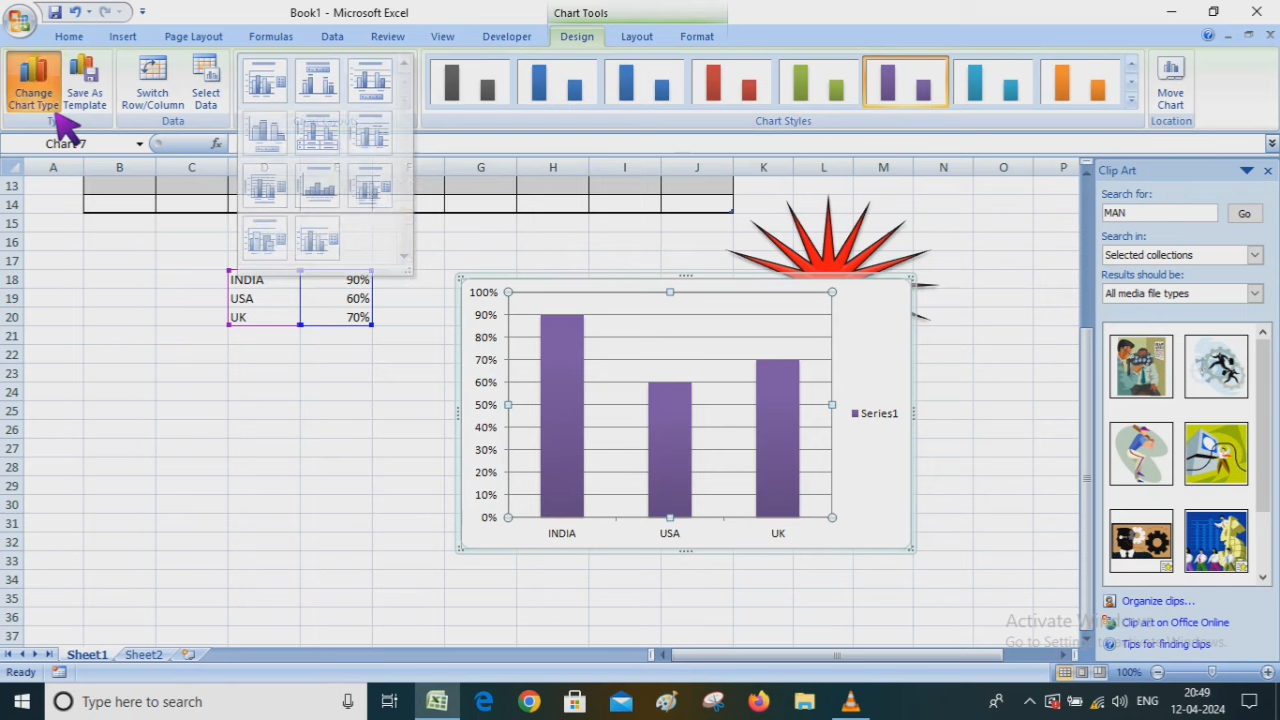 Book1 - Microsoft Excel
Chart Tools
Home Insert Page Layout Formulas Data Review View Developer Design Layout Format
Change Chart Type
Save As Template
Switch Row/Column
Select Data
Move Chart
Data
Chart Styles
Location
Chart 7
A B C D F G H I J K L M N O P
13
14
15
16
17
18 INDIA 90%
19 USA 60%
20 UK 70%
21
22
23
24
25
26
27
28
29
30
31
32
33
34
35
36
37
100%
90%
80%
70%
60%
50%
40%
30%
20%
10%
0%
INDIA USA UK
Series1
Clip Art
Search for:
MAN
Go
Search in:
Selected collections
Results should be:
All media file types
Organize clips...
Clip art on Office Online
Tips for finding clips
Activate Windows
Sheet1 Sheet2
Ready
100%
Type here to search
ENG
20:49
12-04-2024